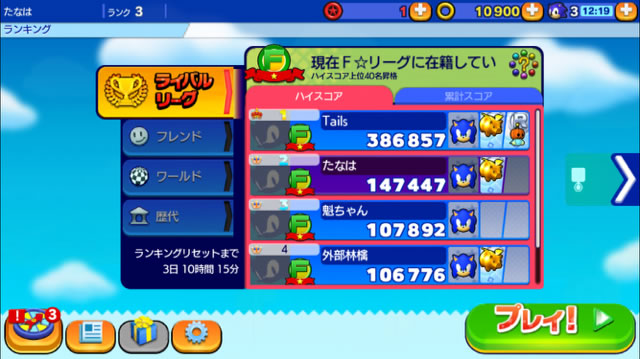 たなは
ランク 3
1
10900
3
12:19
ランキング
F
現在F☆リーグに在籍してい
ハイスコア上位40名昇格
ライバル
リーグ
ハイスコア
累計スコア
フレンド
ワールド
歴代
ランキングリセットまで
3日 10時間 15分
1
F
Tails
386857
2
F
たなは
147447
3
F
魁ちゃん
107892
4
F
外部林檎
106776
!
3
プレイ!